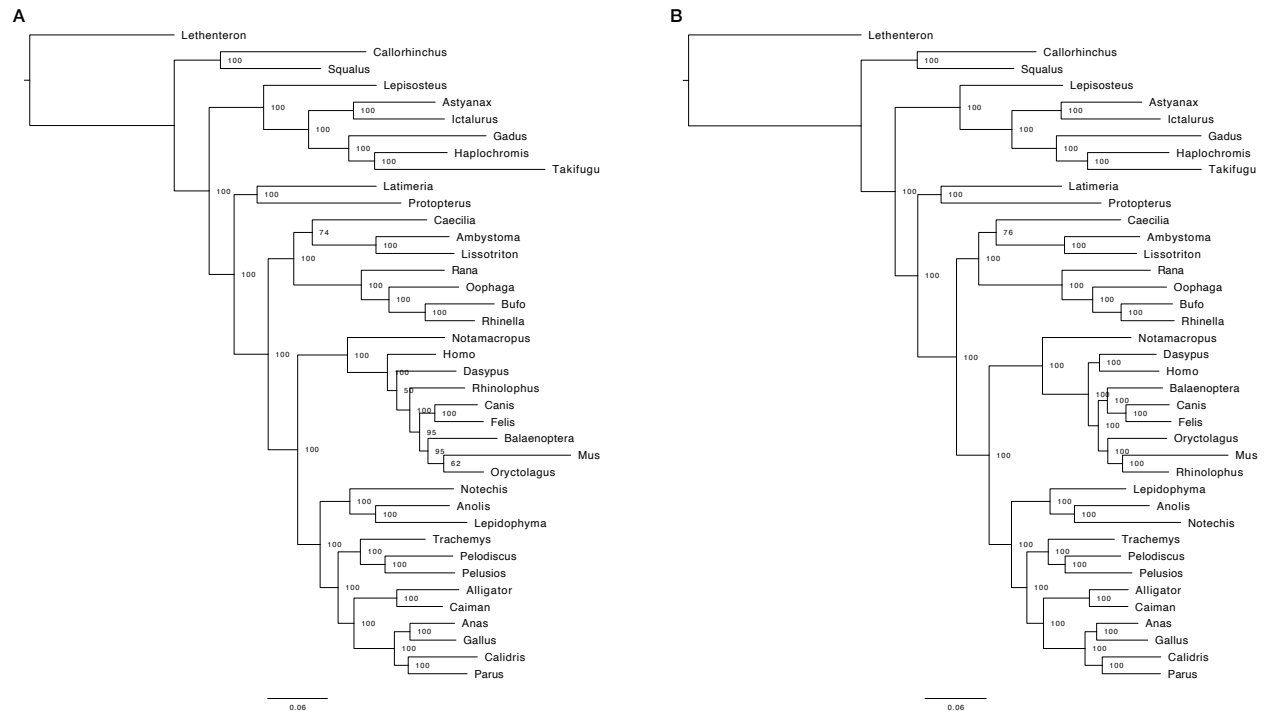 A
Lethenteron
Callorhinchus
100
Squalus
Lepisosteus
100
Astyanax
100
Ictalurus
100
Gadus
100
Haplochromis
100
Takifugu
100
Latimeria
100
Protopterus
Caecilia
74
Ambystoma
100
Lissotriton
100
Rana
100
100
Oophaga
100
Bufo
100
Rhinella
Notamacropus
100
100
Homo
100
Dasypus
50
Rhinolophus
100
Canis
100
Felis
95
Balaenoptera
95
Mus
62
Oryctolagus
100
Notechis
100
Anolis
100
Lepidophyma
100
Trachemys
100
Pelodiscus
100
Pelusios
100
Alligator
100
Caiman
100
Anas
100
Gallus
100
Calidris
100
Parus
0.06
B
Lethenteron
Callorhinchus
100
Squalus
Lepisosteus
100
Astyanax
100
Ictalurus
100
Gadus
100
Haplochromis
100
Takifugu
100
Latimeria
100
Protopterus
Caecilia
76
Ambystoma
100
Lissotriton
100
Rana
100
100
Oophaga
100
Bufo
100
Rhinella
Notamacropus
100
100
Dasypus
100
Homo
Balaenoptera
100
100
Canis
100
Felis
100
Oryctolagus
100
Mus
100
Rhinolophus
100
Lepidophyma
100
Anolis
100
Notechis
100
Trachemys
100
Pelodiscus
100
Pelusios
100
Alligator
100
Caiman
100
Anas
100
Gallus
100
Calidris
100
Parus
0.06